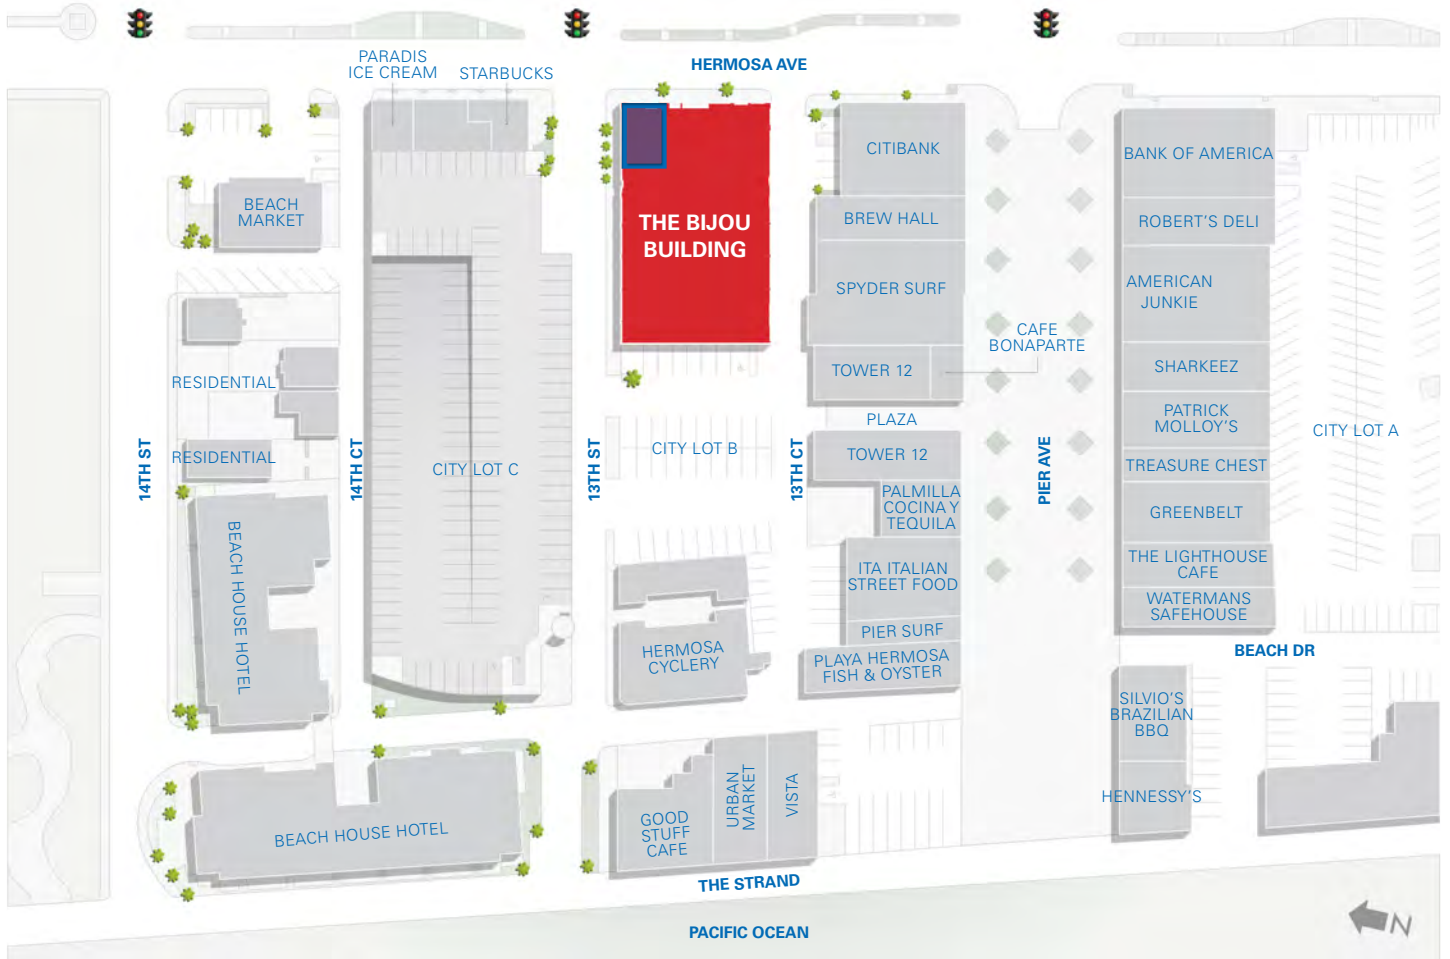 HERMOSA AVE
PARADIS
ICE CREAM
STARBUCKS
BEACH
MARKET
THE BIJOU
BUILDING
CITIBANK
BREW HALL
SPYDER SURF
CAFE
BONAPARTE
TOWER 12
PLAZA
TOWER 12
PALMILLA
COCINA Y
TEQUILA
ITA ITALIAN
STREET FOOD
PIER SURF
PLAYA HERMOSA
FISH & OYSTER
BANK OF AMERICA
ROBERT'S DELI
AMERICAN
JUNKIE
SHARKEEZ
PATRICK
MOLLOY'S
TREASURE CHEST
GREENBELT
THE LIGHTHOUSE
CAFE
WATERMANS
SAFEHOUSE
CITY LOT A
RESIDENTIAL
RESIDENTIAL
14TH ST
14TH CT
CITY LOT C
13TH ST
CITY LOT B
13TH CT
PIER AVE
BEACH HOUSE HOTEL
HERMOSA
CYCLERY
BEACH DR
SILVIO'S
BRAZILIAN
BBQ
HENNESSY'S
BEACH HOUSE HOTEL
GOOD
STUFF
CAFE
URBAN
MARKET
VISTA
THE STRAND
PACIFIC OCEAN
N